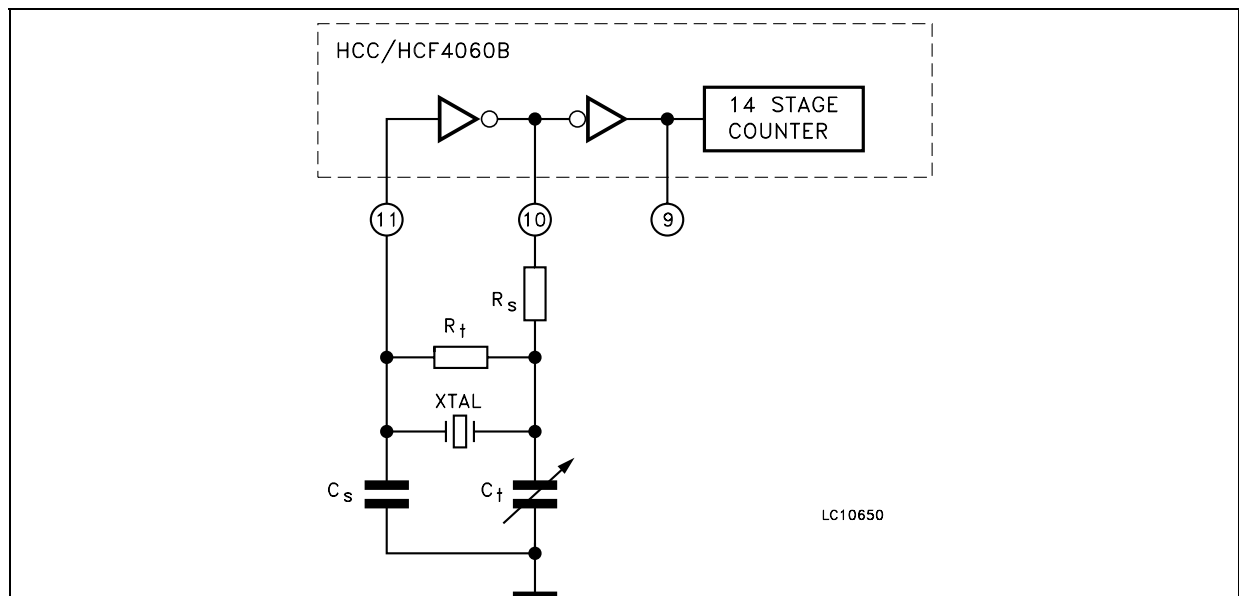 HCC/HCF4060B
14 STAGE
COUNTER
11
10
9
Rs
Rt
XTAL
Cs
Ct
LC10650